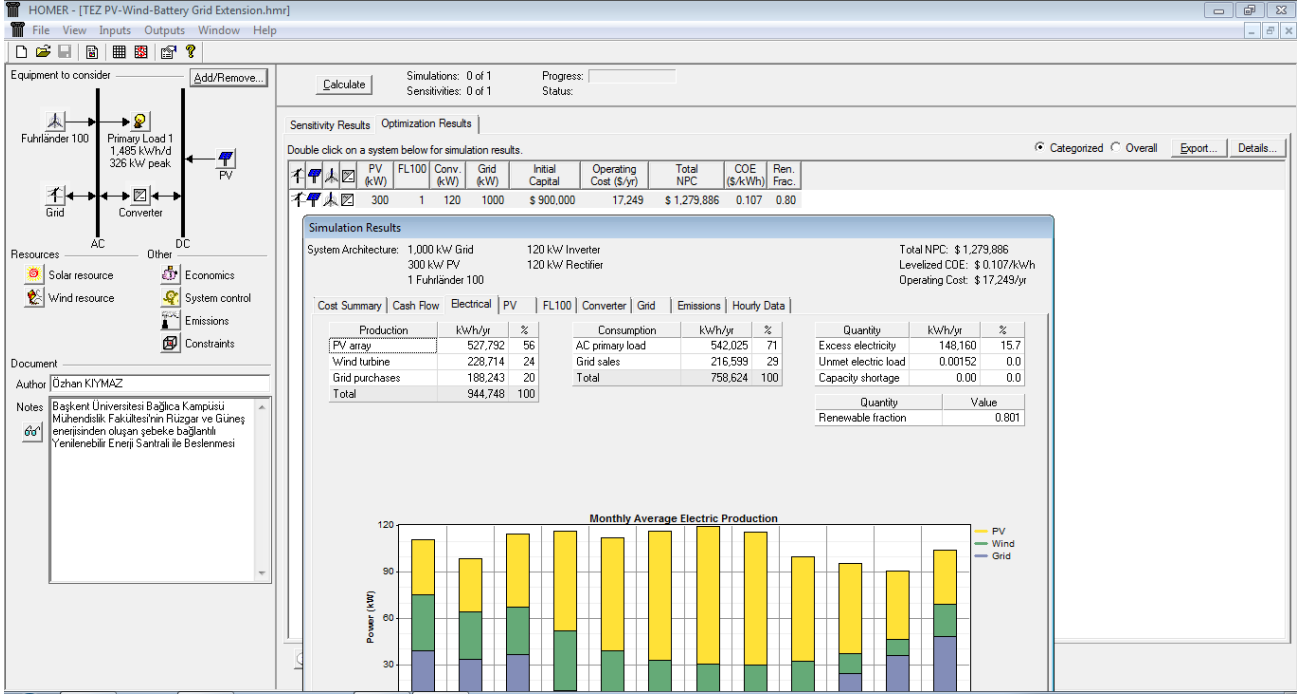 HOMER - [TEZ PV-Wind-Battery Grid Extension.hmr]
File View Inputs Outputs Window Help
Equipment to consider Add/Remove...
Fuhrländer 100
Primary Load 1
1,485 kWh/d
326 kW peak
PV
Grid
Converter
AC DC
Resources Other
Solar resource Economics
Wind resource System control
Emissions
Constraints
Document
Author Özhan KIYMAZ
Notes Başkent Üniversitesi Bağlıca Kampüsü
Mühendislik Fakültesi'nin Rüzgar ve Güneş
enerjisinden oluşan şebeke bağlantılı
Yenilenebilir Enerji Santrali ile Beslenmesi
Calculate
Simulations: 0 of 1 Progress:
Sensitivities: 0 of 1 Status:
Sensitivity Results Optimization Results
Double click on a system below for simulation results.
Categorized Overall Export... Details...
PV (kW) FL100 Conv. (kW) Grid (kW) Initial Capital Operating Cost ($/yr) Total NPC COE ($/kWh) Ren. Frac.
300 1 120 1000 $ 900,000 17,249 $ 1,279,886 0.107 0.80
Simulation Results
System Architecture: 1,000 kW Grid 120 kW Inverter Total NPC: $ 1,279,886
300 kW PV 120 kW Rectifier Levelized COE: $ 0.107/kWh
1 Fuhrländer 100 Operating Cost: $ 17,249/yr
Cost Summary Cash Flow Electrical PV FL100 Converter Grid Emissions Hourly Data
Production kWh/yr %
PV array 527,792 56
Wind turbine 228,714 24
Grid purchases 188,243 20
Total 944,748 100
Consumption kWh/yr %
AC primary load 542,025 71
Grid sales 216,599 29
Total 758,624 100
Quantity kWh/yr %
Excess electricity 148,160 15.7
Unmet electric load 0.00152 0.0
Capacity shortage 0.00 0.0
Quantity Value
Renewable fraction 0.801
Monthly Average Electric Production
120
90
60
30
Power (kW)
PV
Wind
Grid